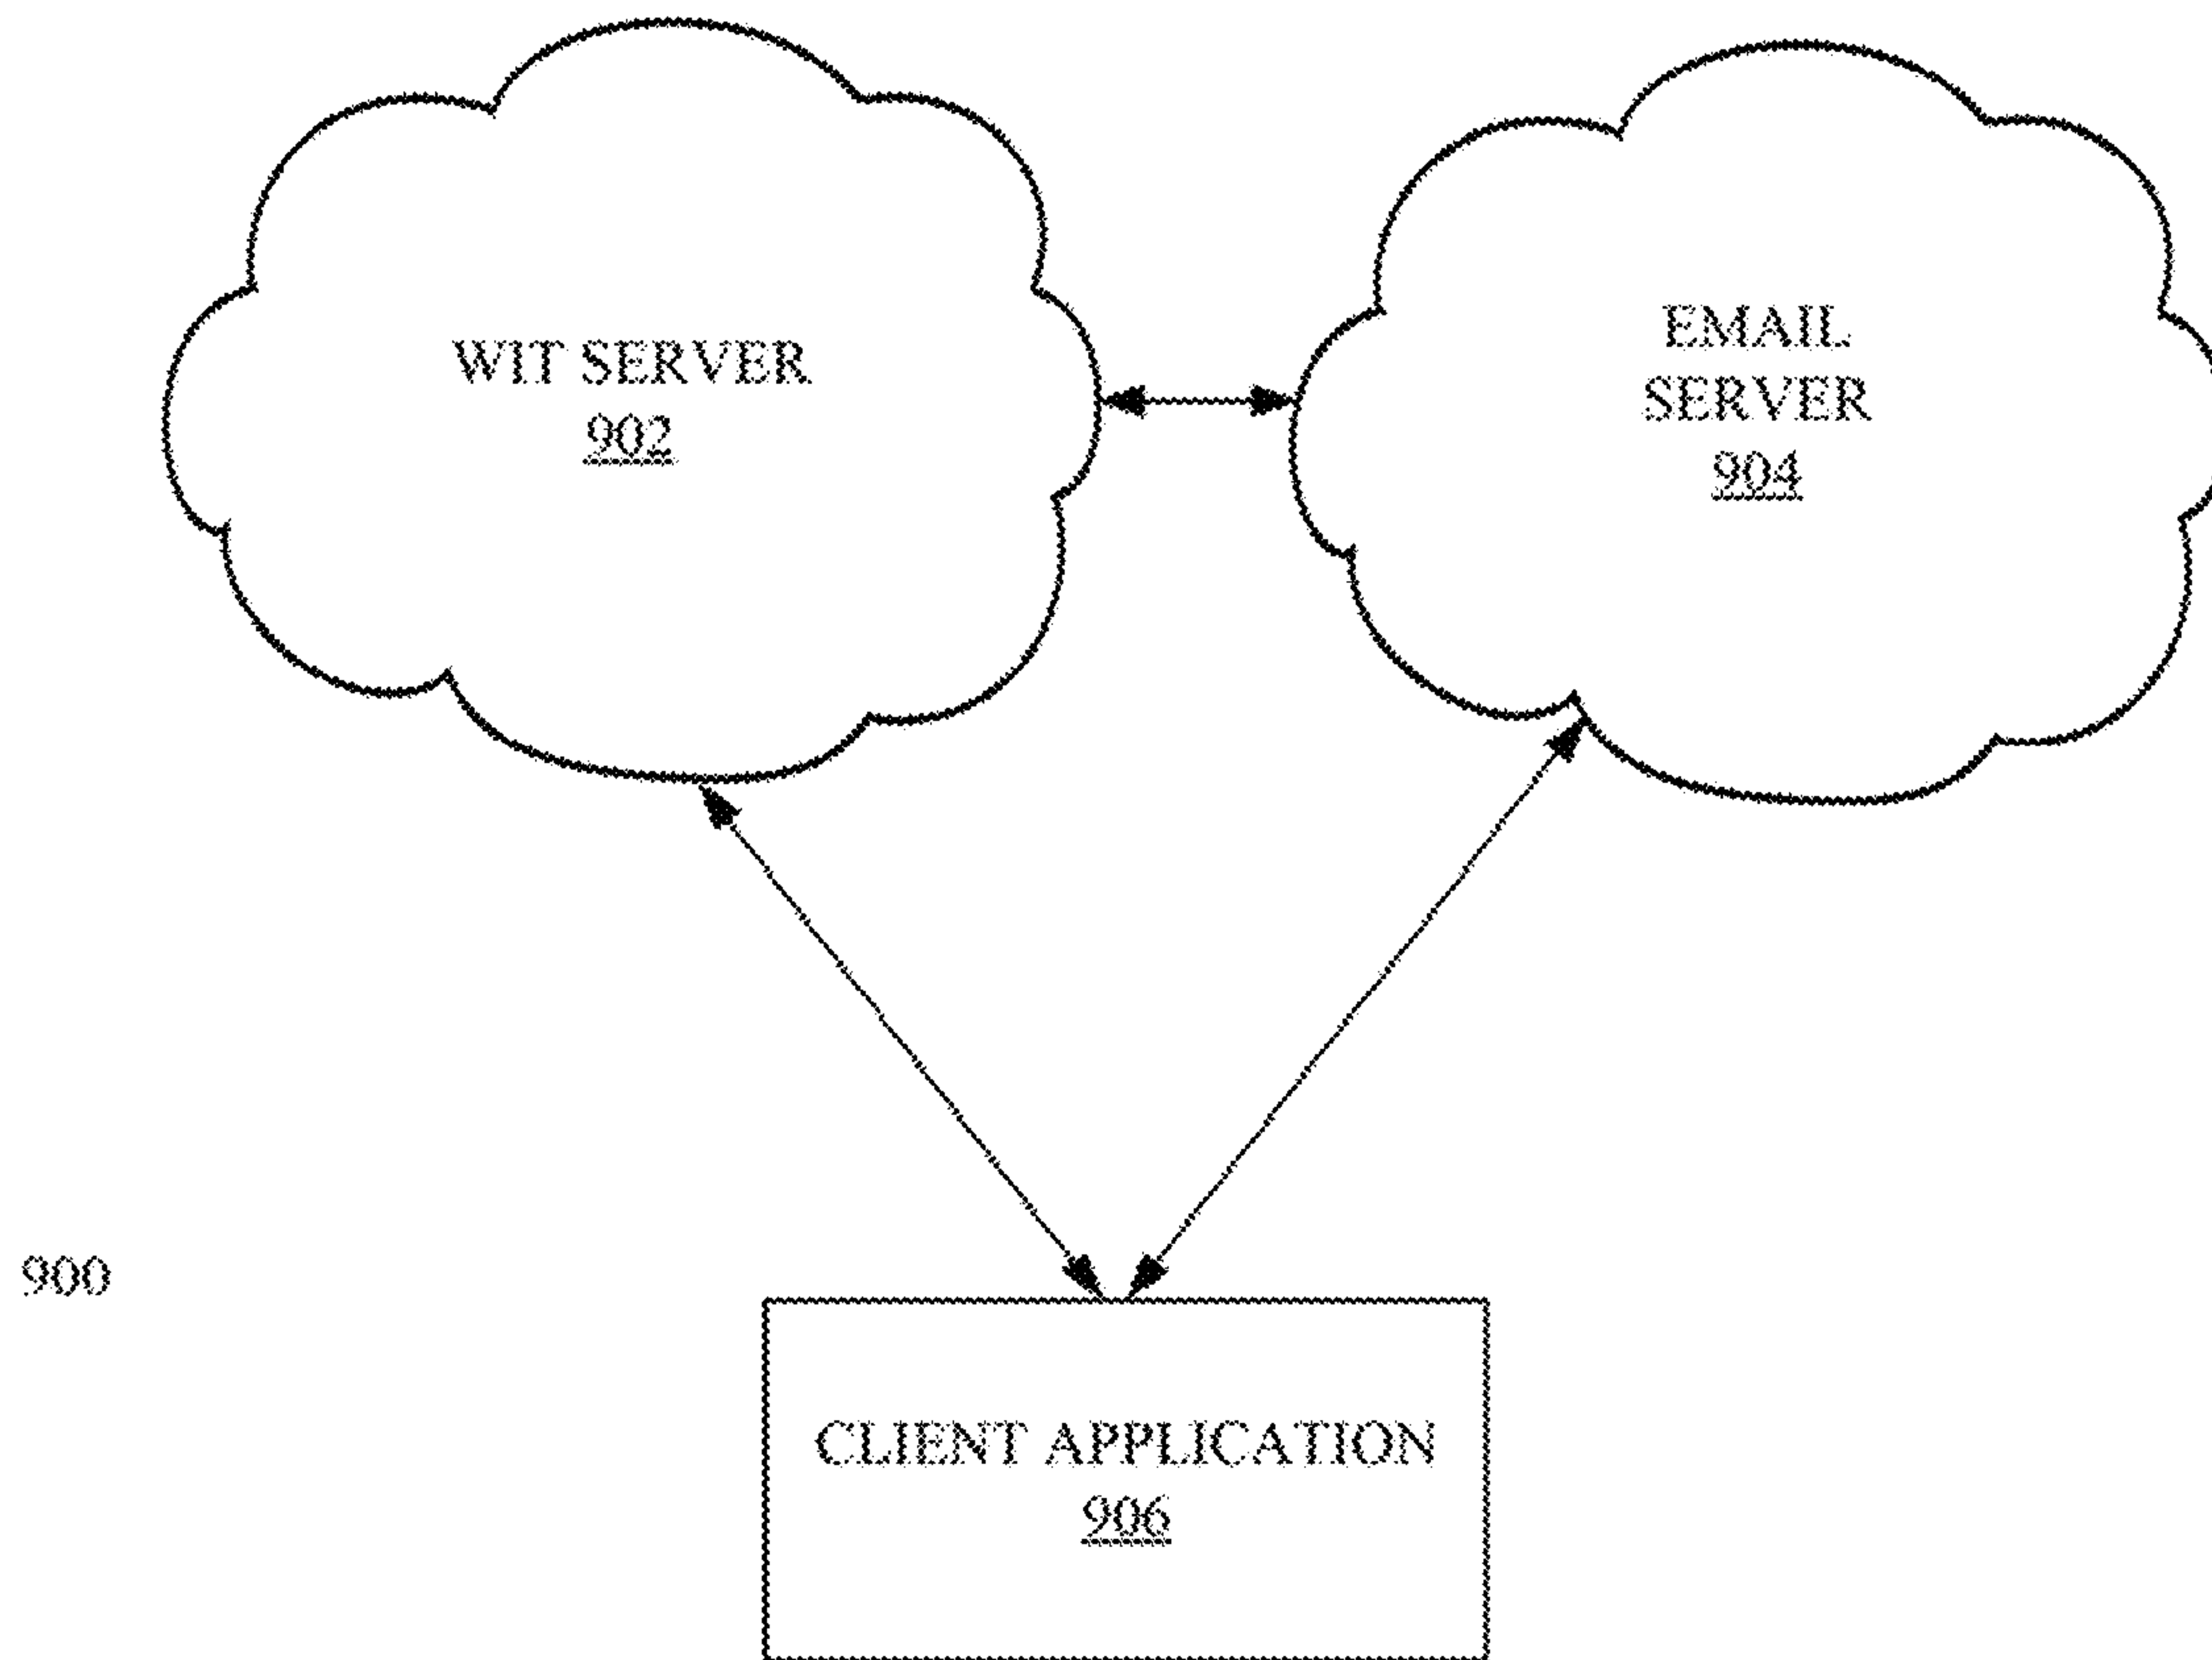 WIT SERVER
902
EMAIL
SERVER
904
900
CLIENT APPLICATION
906